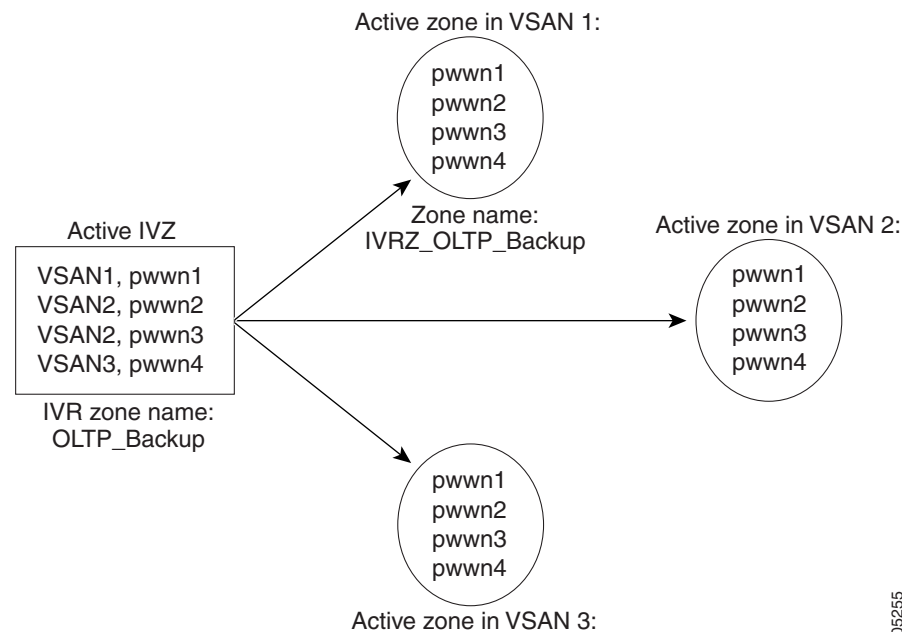 Active zone in VSAN 1:
pwwn1
pwwn2
pwwn3
pwwn4
Zone name:
IVRZ_OLTP_Backup
Active IVZ
VSAN1, pwwn1
VSAN2, pwwn2
VSAN2, pwwn3
VSAN3, pwwn4
IVR zone name:
OLTP_Backup
Active zone in VSAN 2:
pwwn1
pwwn2
pwwn3
pwwn4
pwwn1
pwwn2
pwwn3
pwwn4
Active zone in VSAN 3: